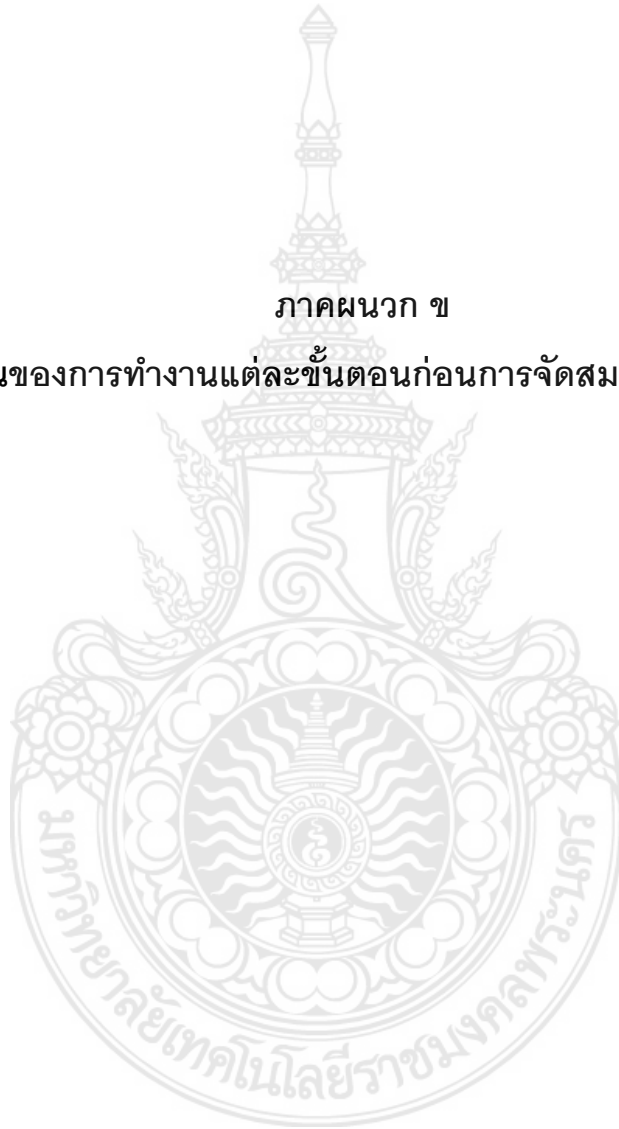 ภาคผนวก ข
ของการทำงานแต่ละขั้นตอนก่อนการจัดสม
มหาวิทยาลัยเทคโนโลยีราชมงคลพระนคร